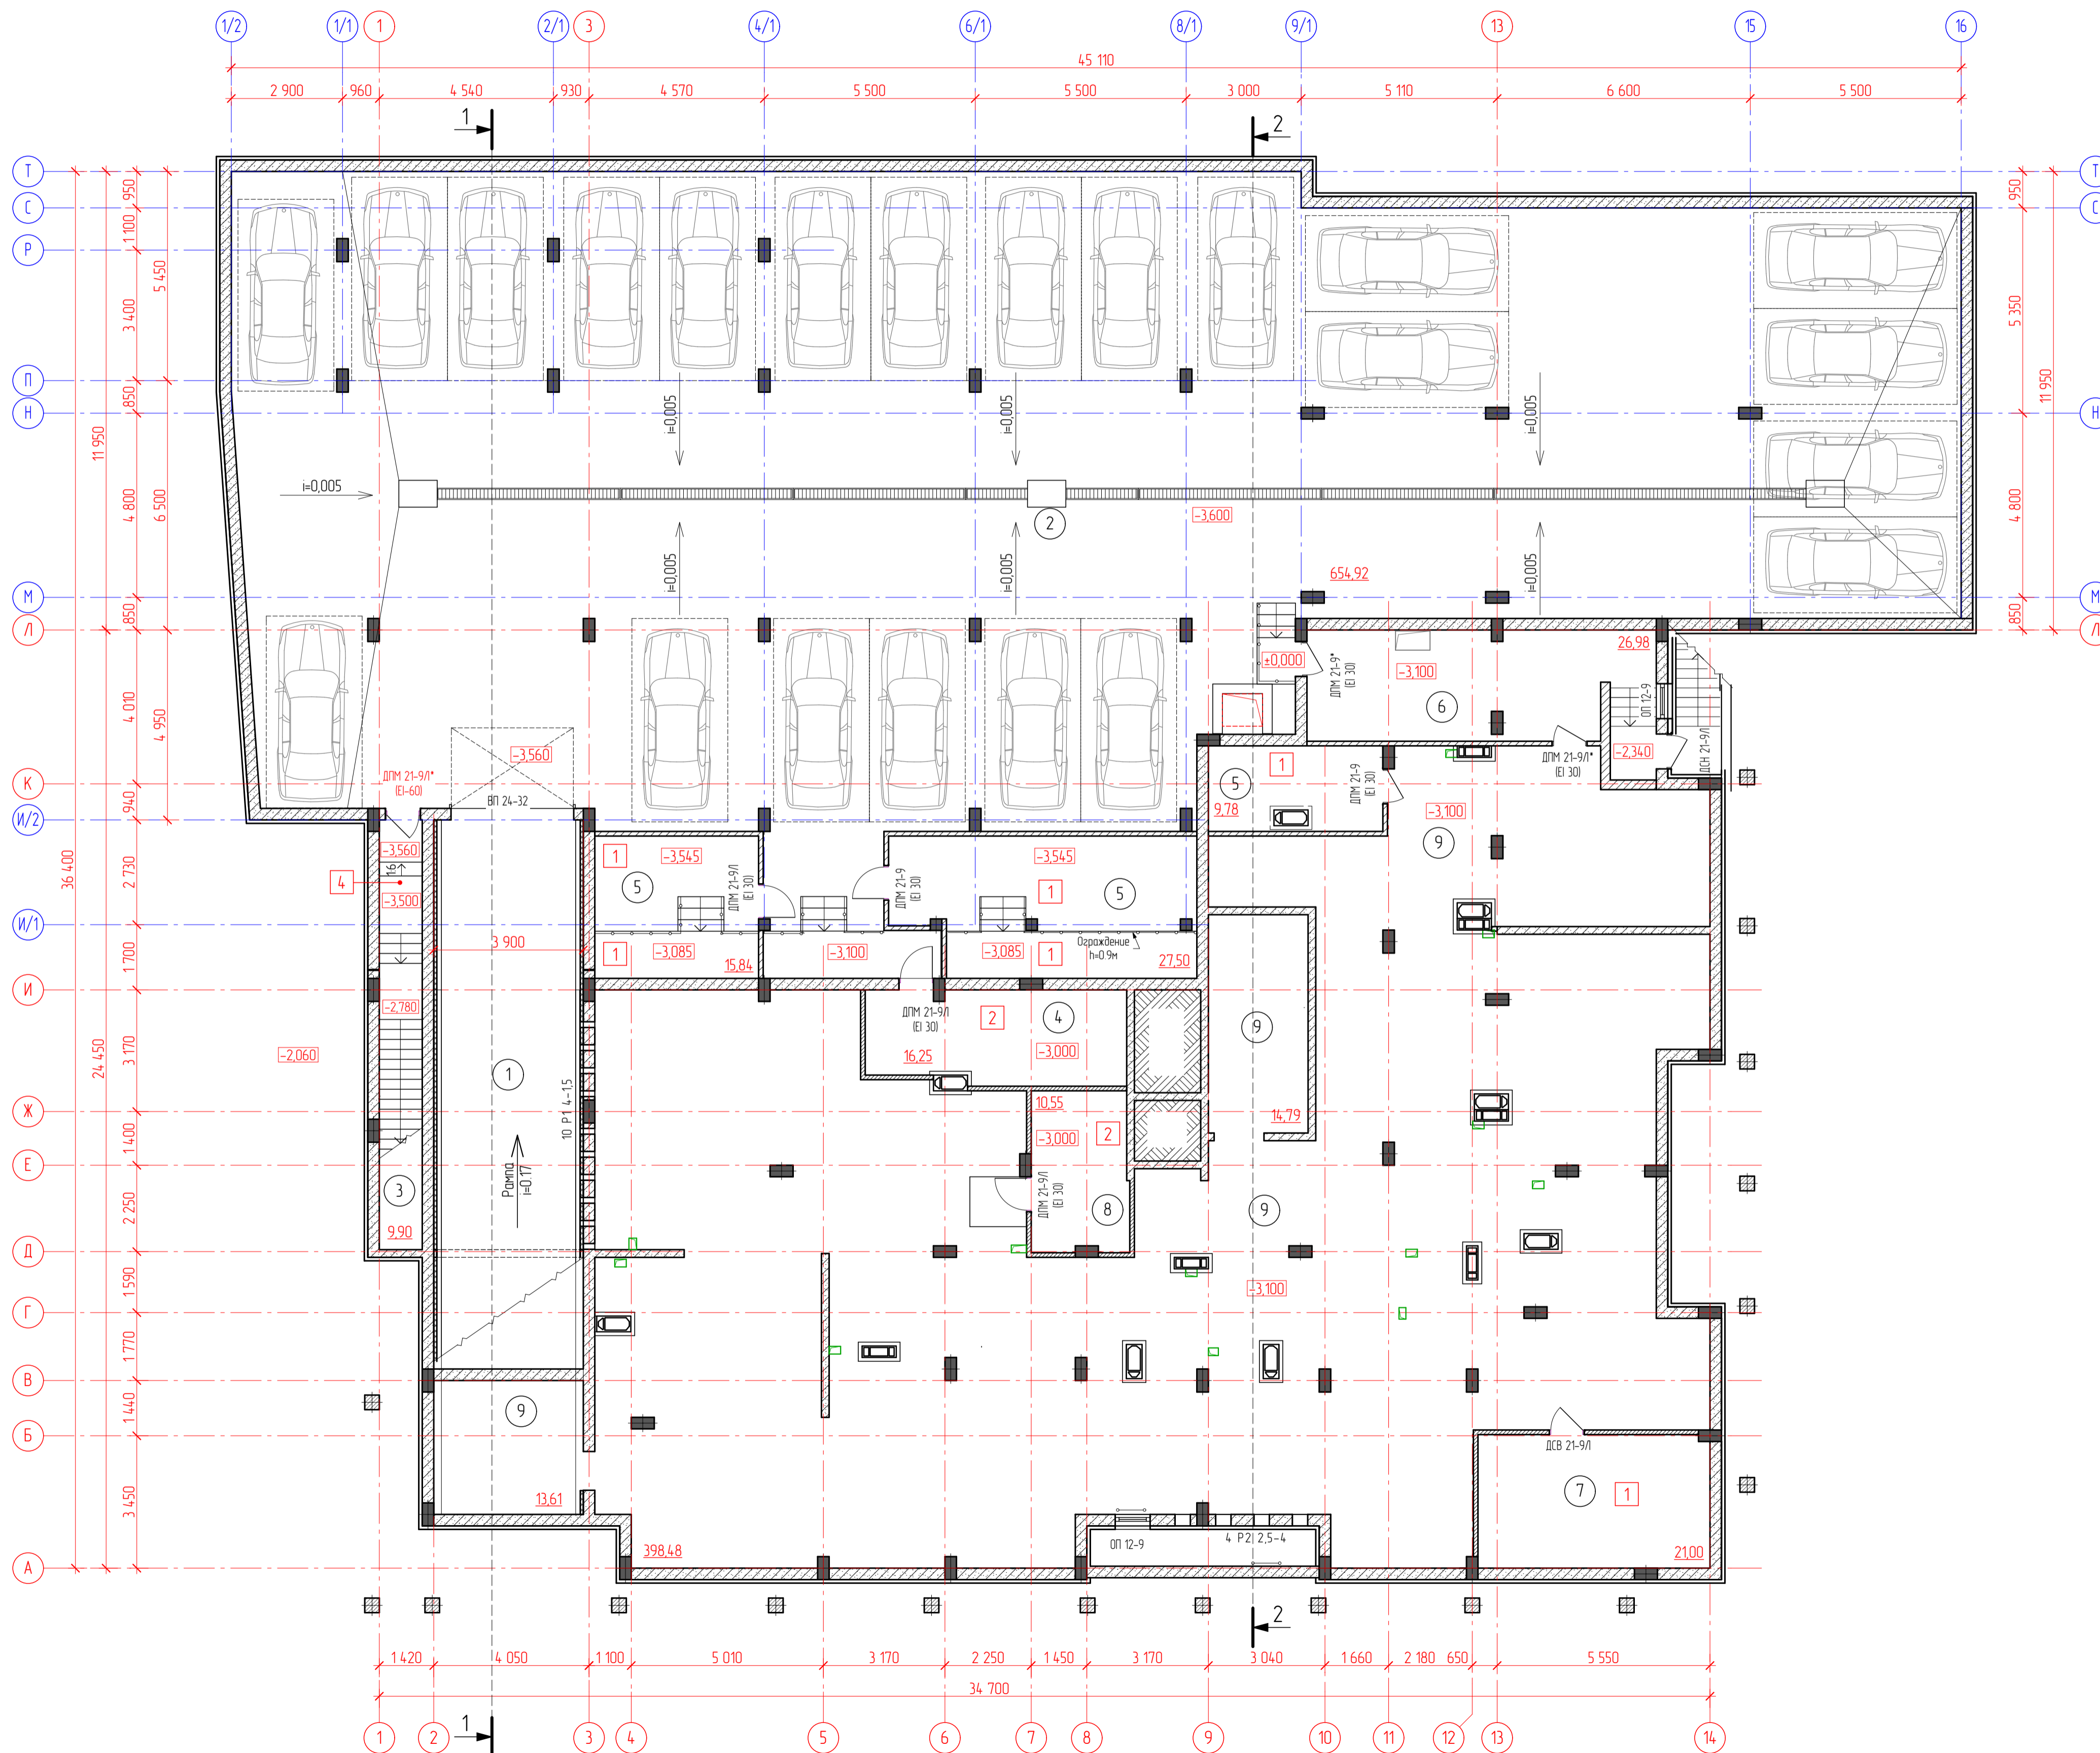 1/2 1/1 1 2/1 3 4/1 6/1 8/1 9/1 13 15 16
45 110
2 900 960 4 540 930 4 570 5 500 5 500 3 000 5 110 6 600 5 500
1 2
Т Т
950 950
С С
1 100
Р
5 450
3 400 5 350
П
850
Н Н
11 950 11 950
i=0,005 i=0,005 i=0,005
i=0,005
4 800 6 500 4 800
2
-3,600
i=0,005 i=0,005 i=0,005
654,92
М М
850 850
Л Л
26,98
±0,000
ДПМ 21-9*
(EI 30)
-3,100
ОП 12-9
6
4 010 4 950
-3,560
-2,340
ДСН 21-9Л
ДПМ 21-9Л*
(EI 30)
1
К
ДПМ 21-9Л*
(EI-60)
5
ДПМ 21-9
(EI 30)
ВП 24-32
9,78
-3,100
940
И/2
9
-3,560
1 -3,545 -3,545
16
36 400
2 730
4
5
ДПМ 21-9Л
(EI 30)
ДПМ 21-9
(EI 30)
1 5
-3,500
И/1
3 900
1 700
1 -3,085 15,84 -3,100 -3,085 1
Ограждение
h=0.9м
27,50
И
-2,780
ДПМ 21-9Л
(EI 30)
2 4
9
-2,060
16,25 -3,000
24 450
3 170
1
10 Р1 4-1,5
10,55
14,79
Ж
-3,000 2
1 400
Е
Рампа
i=0.17
3
ДПМ 21-9Л
(EI 30)
8 9
2 250
9,90
Д
1 590
-3,100
Г
1 770
В
1 440
9
Б
ДСВ 21-9Л
3 450
7 1
13,61
398,48
ОП 12-9
4 Р2 2,5-4
21,00
А
2
1 420 4 050 1 100 5 010 3 170 2 250 1 450 3 170 3 040 1 660 2 180 650 5 550
34 700
1
1 2 3 4 5 6 7 8 9 10 11 12 13 14